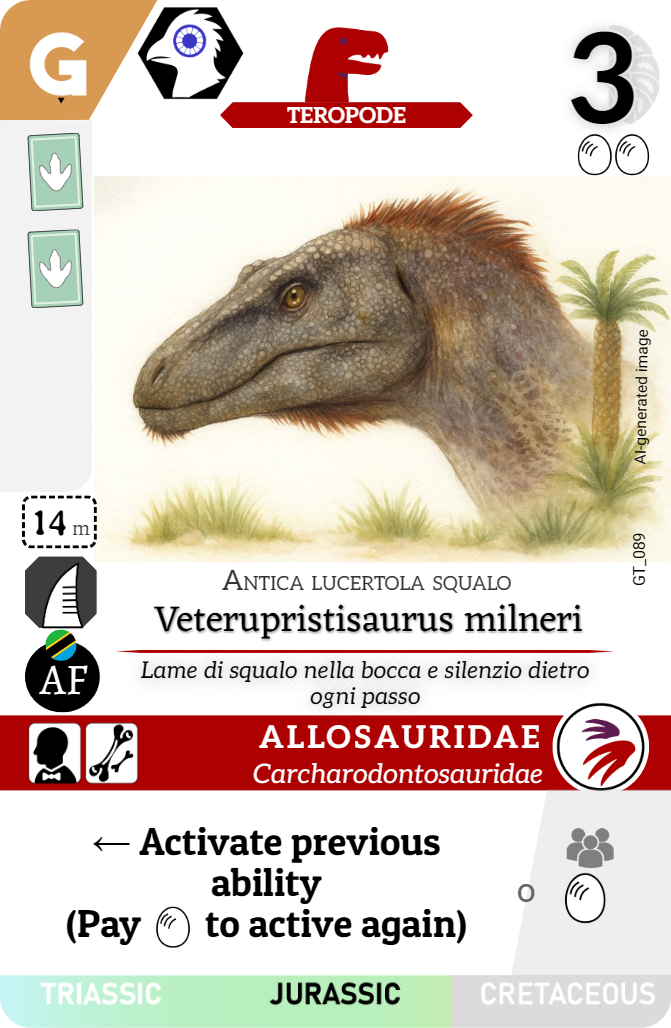 G
TEROPODE
3
AI-generated image
GT_089
14 m
AF
Antica lucertola squalo
Veterupristisaurus milneri
Lame di squalo nella bocca e silenzio dietro
ogni passo
ALLOSAURIDAE
Carcharodontosauridae
← Activate previous
ability
(Pay to active again)
o
TRIASSIC JURASSIC CRETACEOUS